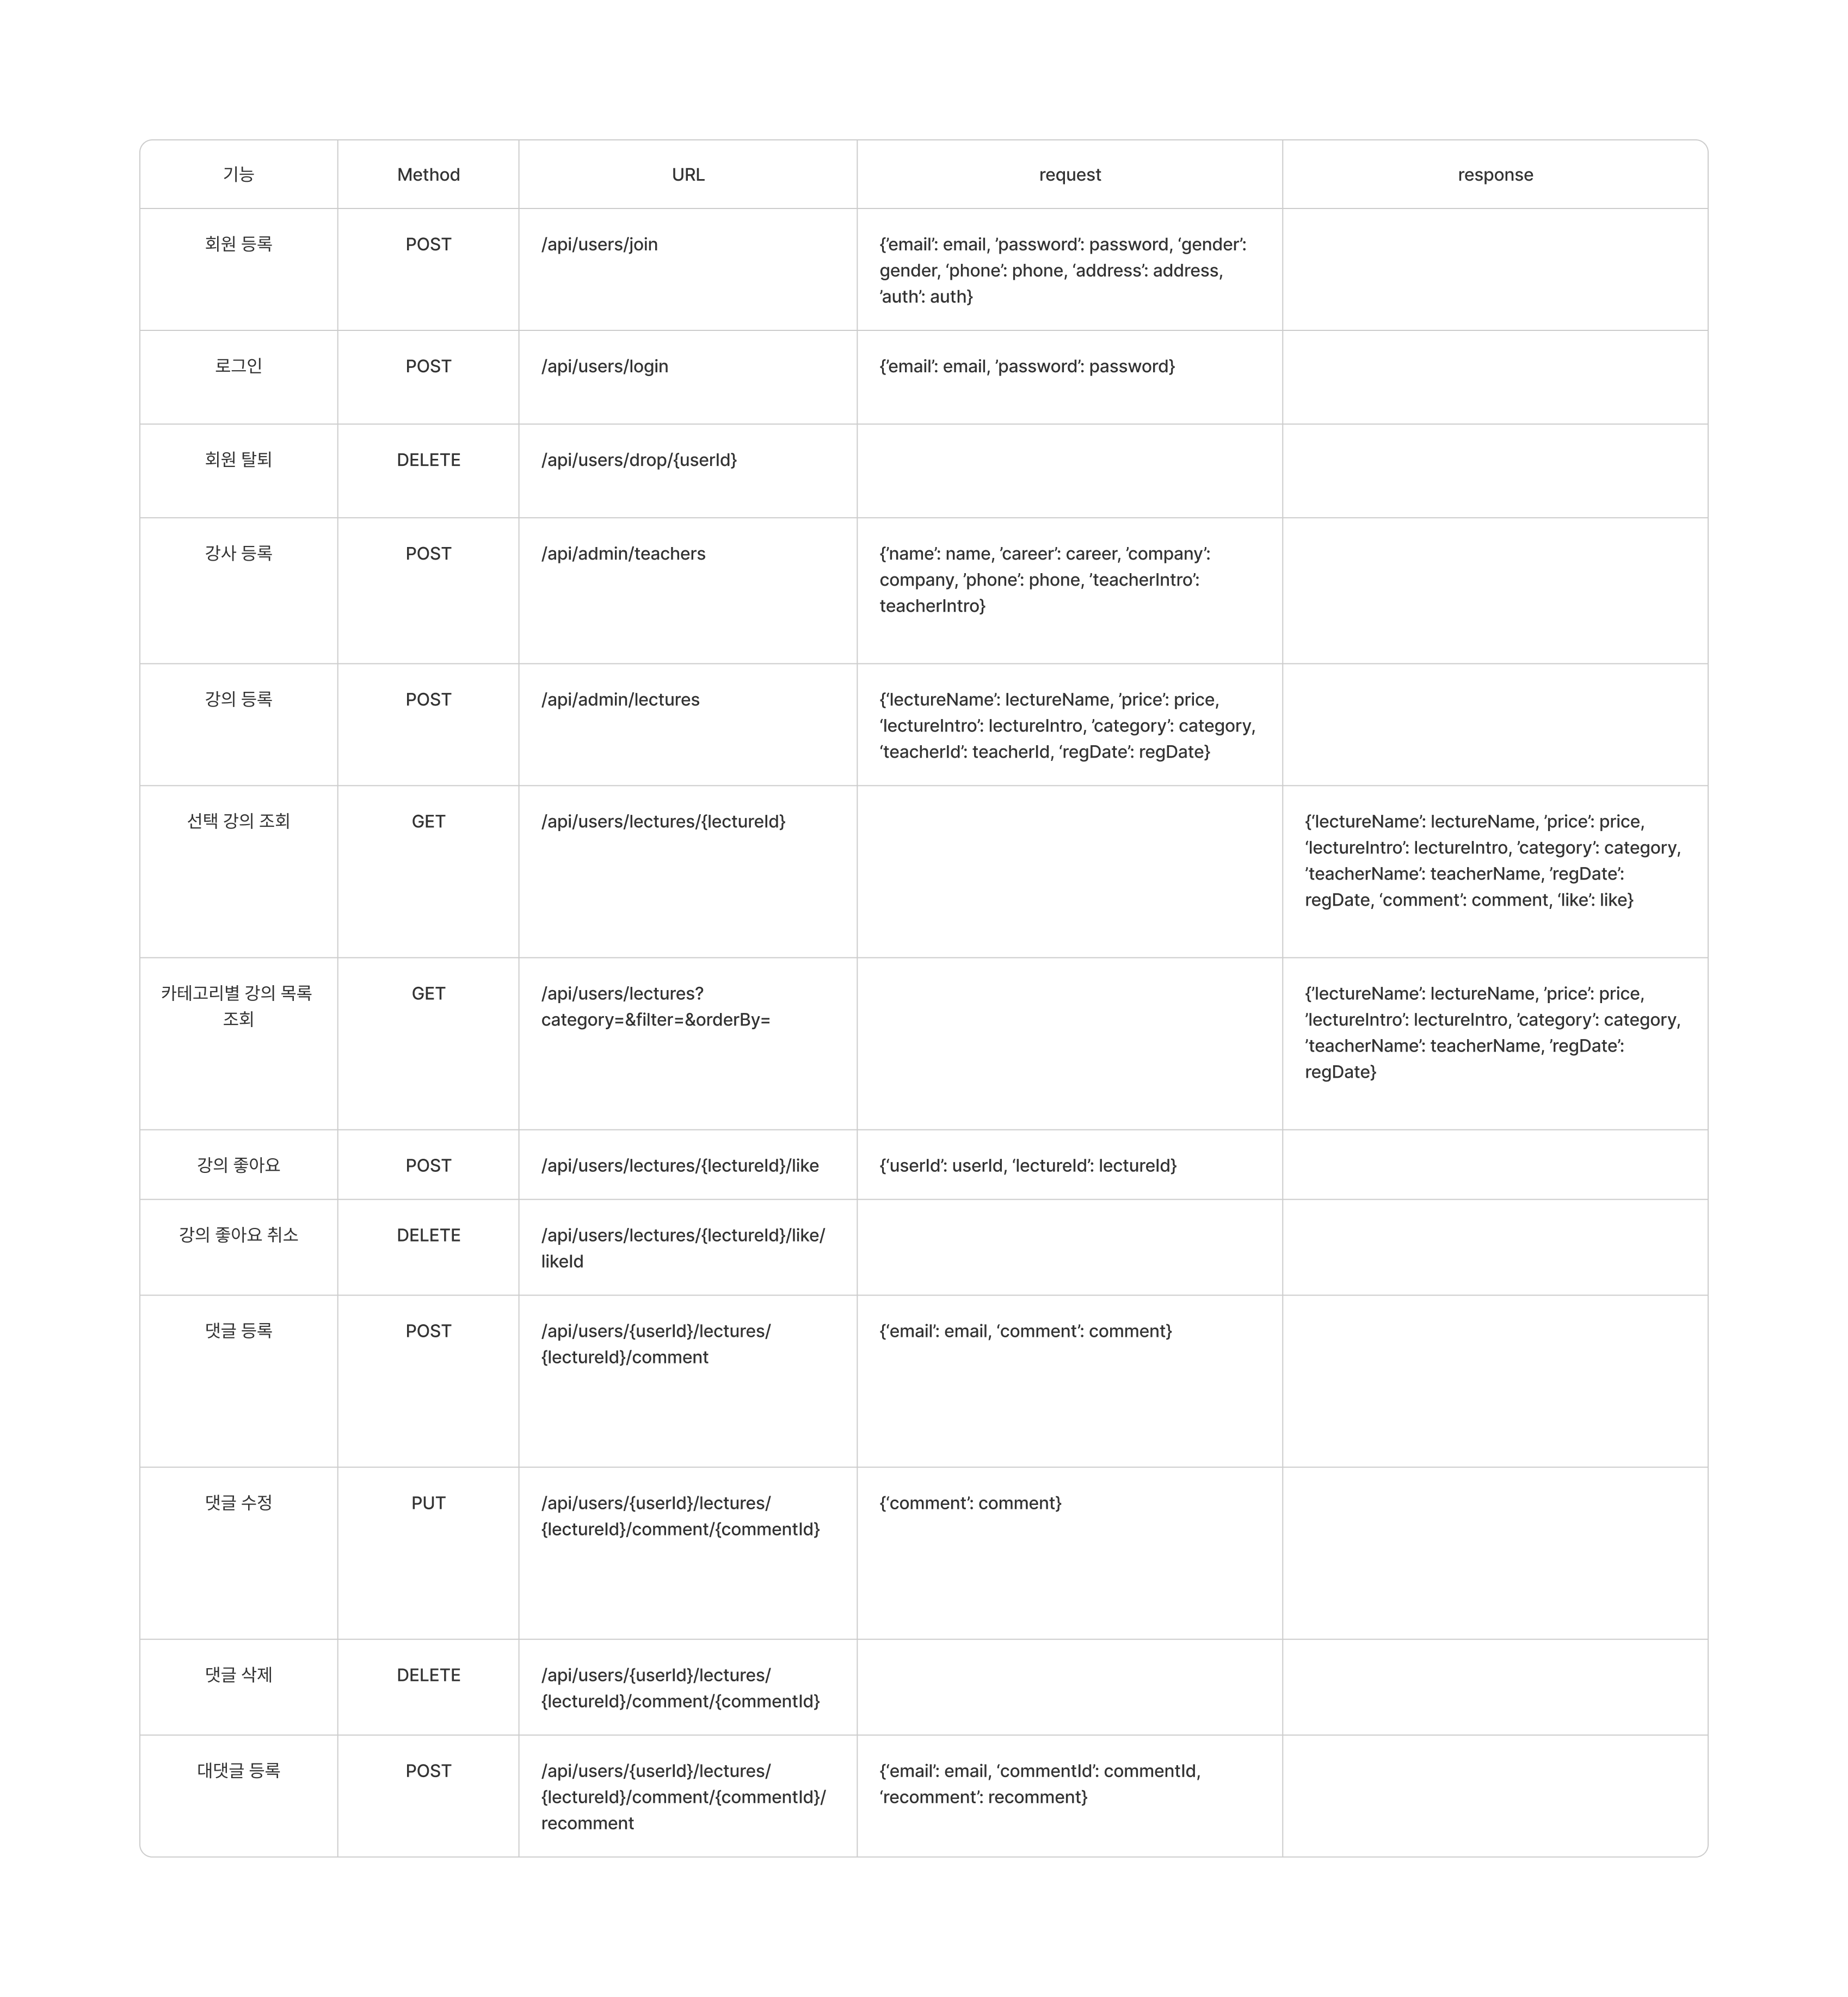 기능 Method URL request response
회원 등록 POST /api/users/join {’email’: email, ’password’: password, ‘gender’:
gender, ‘phone’: phone, ‘address’: address,
’auth’: auth}
로그인 POST /api/users/login {’email’: email, ’password’: password}
회원 탈퇴 DELETE /api/users/drop/{userId}
강사 등록 POST /api/admin/teachers {’name’: name, ’career’: career, ’company’:
company, ’phone’: phone, ’teacherIntro’:
teacherIntro}
강의 등록 POST /api/admin/lectures {‘lectureName’: lectureName, ’price’: price,
‘lectureIntro’: lectureIntro, ’category’: category,
‘teacherId’: teacherId, ‘regDate’: regDate}
선택 강의 조회 GET /api/users/lectures/{lectureId} {‘lectureName’: lectureName, ’price’: price,
‘lectureIntro’: lectureIntro, ’category’: category,
’teacherName’: teacherName, ’regDate’:
regDate, ‘comment’: comment, ‘like’: like}
카테고리별 강의 목록 GET /api/users/lectures? {’lectureName’: lectureName, ’price’: price,
조회 category=&filter=&orderBy= ’lectureIntro’: lectureIntro, ’category’: category,
’teacherName’: teacherName, ’regDate’:
regDate}
강의 좋아요 POST /api/users/lectures/{lectureId}/like {‘userId’: userId, ‘lectureId’: lectureId}
강의 좋아요 취소 DELETE /api/users/lectures/{lectureId}/like/
likeId
댓글 등록 POST /api/users/{userId}/lectures/ {‘email’: email, ‘comment’: comment}
{lectureId}/comment
댓글 수정 PUT /api/users/{userId}/lectures/ {‘comment’: comment}
{lectureId}/comment/{commentId}
댓글 삭제 DELETE /api/users/{userId}/lectures/
{lectureId}/comment/{commentId}
대댓글 등록 POST /api/users/{userId}/lectures/ {‘email’: email, ‘commentId’: commentId,
{lectureId}/comment/{commentId}/ ‘recomment’: recomment}
recomment